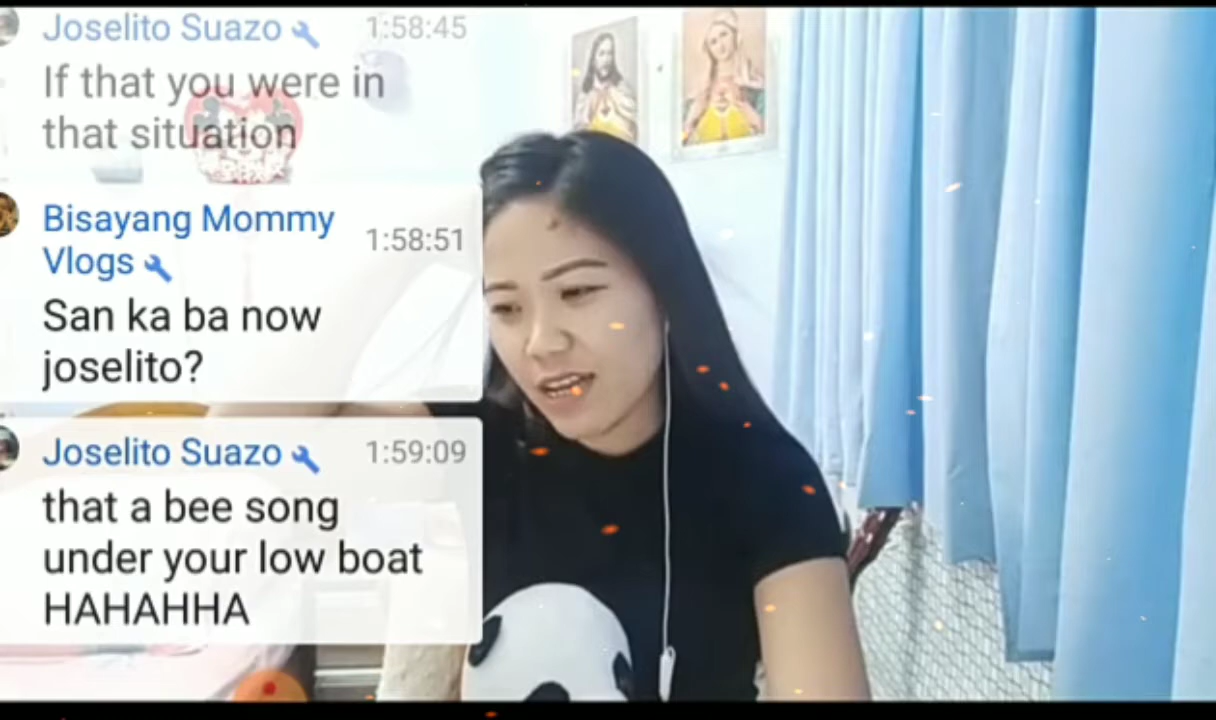 Joselito Suazo 1:58:45
If that you were in
that situation
Bisayang Mommy
Vlogs 1:58:51
San ka ba now
joselito?
Joselito Suazo 1:59:09
that a bee song
under your low boat
HAHAHHA